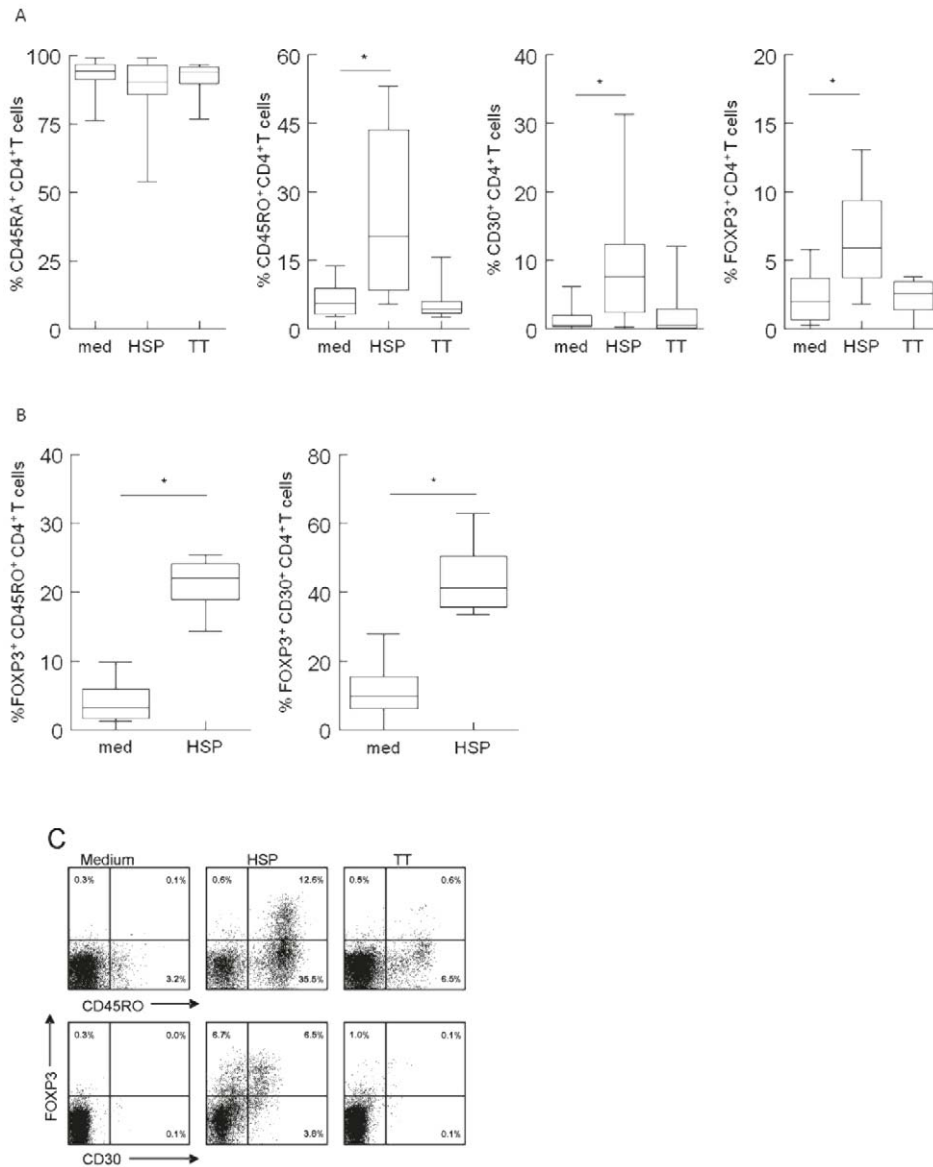 A
% CD45RA+ CD4+T cells
100
75
50
25
0
med HSP TT
% CD45RO+CD4+T cells
60
45
30
15
0
*
med HSP TT
% CD30+ CD4+T cells
40
30
20
10
0
*
med HSP TT
% FOXP3+ CD4+T cells
20
15
10
5
0
*
med HSP TT
B
%FOXP3+ CD45RO+ CD4+T cells
40
30
20
10
0
*
med HSP
% FOXP3+ CD30+ CD4+T cells
80
60
40
20
0
*
med HSP
C
Medium HSP TT
0.3% 0.1% 0.6% 12.6% 0.5% 0.6%
3.2% 35.5% 6.5%
CD45RO
0.3% 0.0% 6.7% 6.5% 1.0% 0.1%
FOXP3
0.1% 3.8% 0.1%
CD30